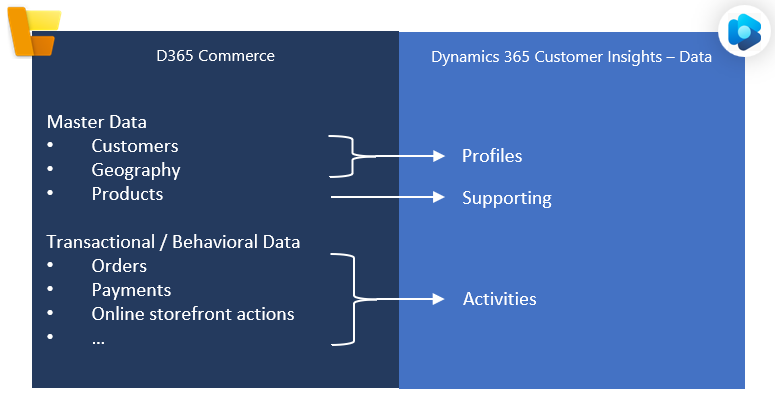 D365 Commerce
Dynamics 365 Customer Insights – Data
Master Data
• Customers
• Geography
• Products
Profiles
Supporting
Transactional / Behavioral Data
• Orders
• Payments
• Online storefront actions
• ...
Activities